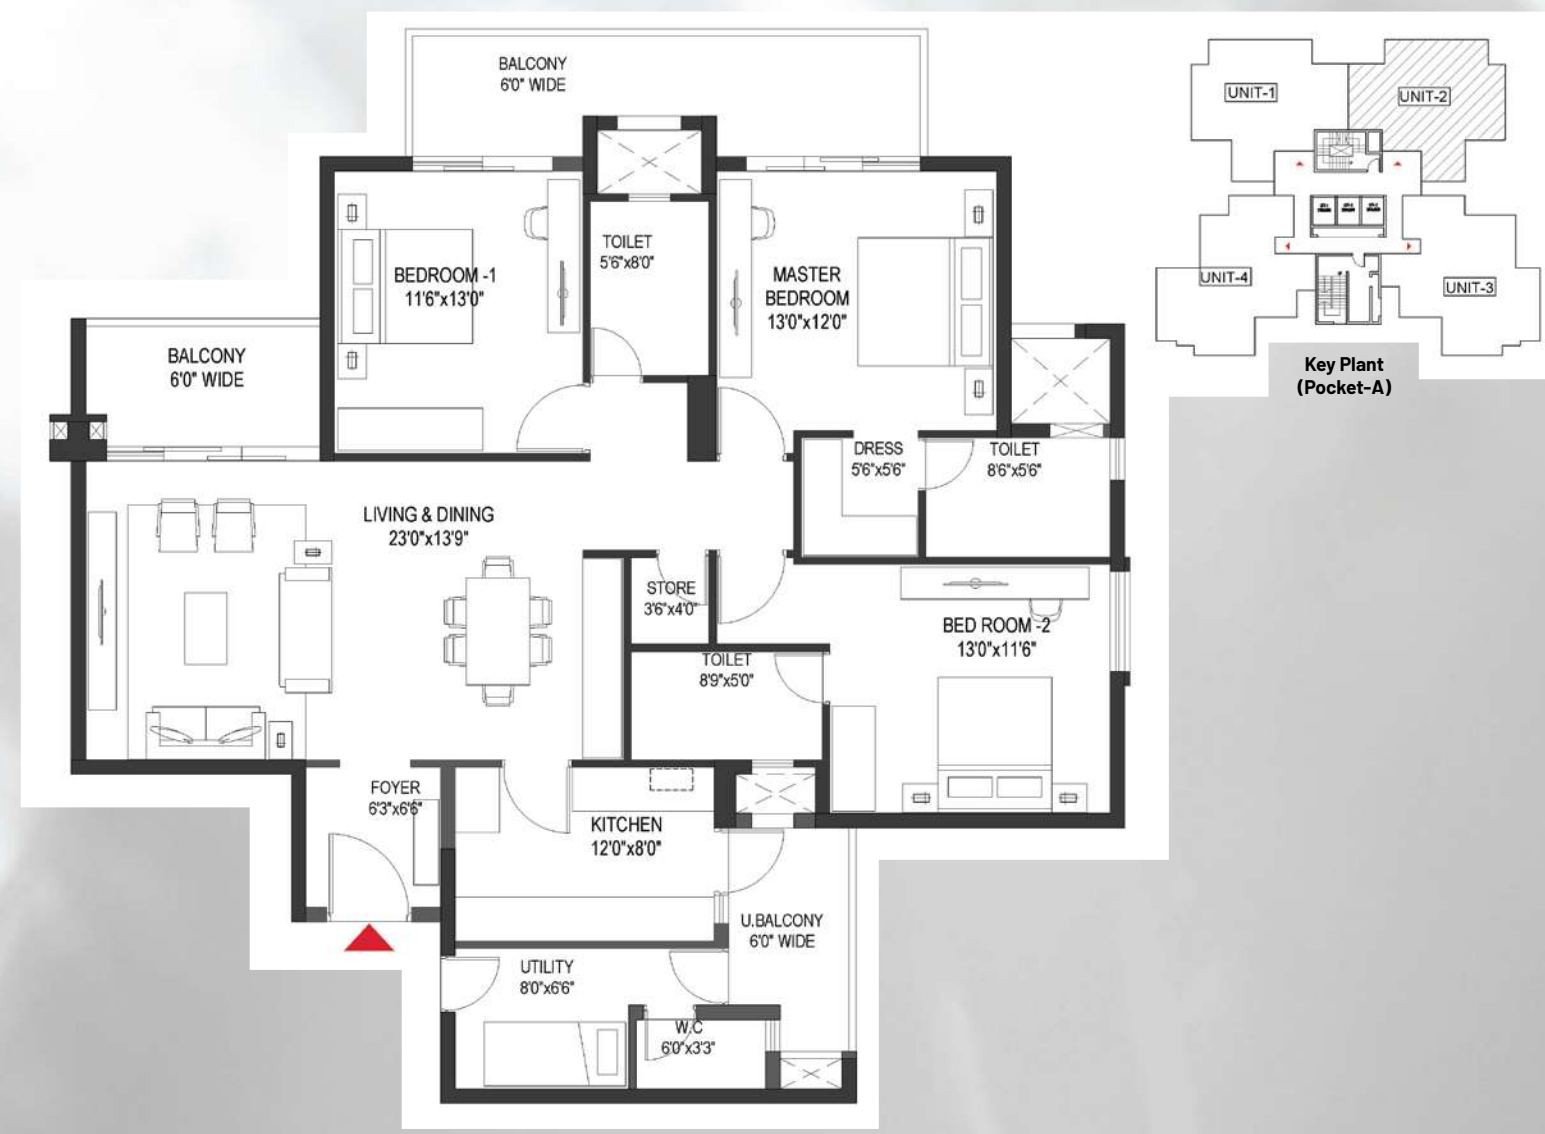 BALCONY
6'0" WIDE
UNIT-1
UNIT-2
UNIT-4
UNIT-3
Key Plant
(Pocket-A)
TOILET
5'6"x8'0"
BEDROOM -1
11'6"x13'0"
MASTER
BEDROOM
13'0"x12'0"
BALCONY
6'0" WIDE
DRESS
5'6"x5'6"
TOILET
8'6"x5'6"
LIVING & DINING
23'0"x13'9"
STORE
3'6"x4'0"
BED ROOM -2
13'0"x11'6"
TOILET
8'9"x5'0"
FOYER
6'3"x6'6"
KITCHEN
12'0"x8'0"
U.BALCONY
6'0" WIDE
UTILITY
8'0"x6'6"
W.C
6'0"x3'3"